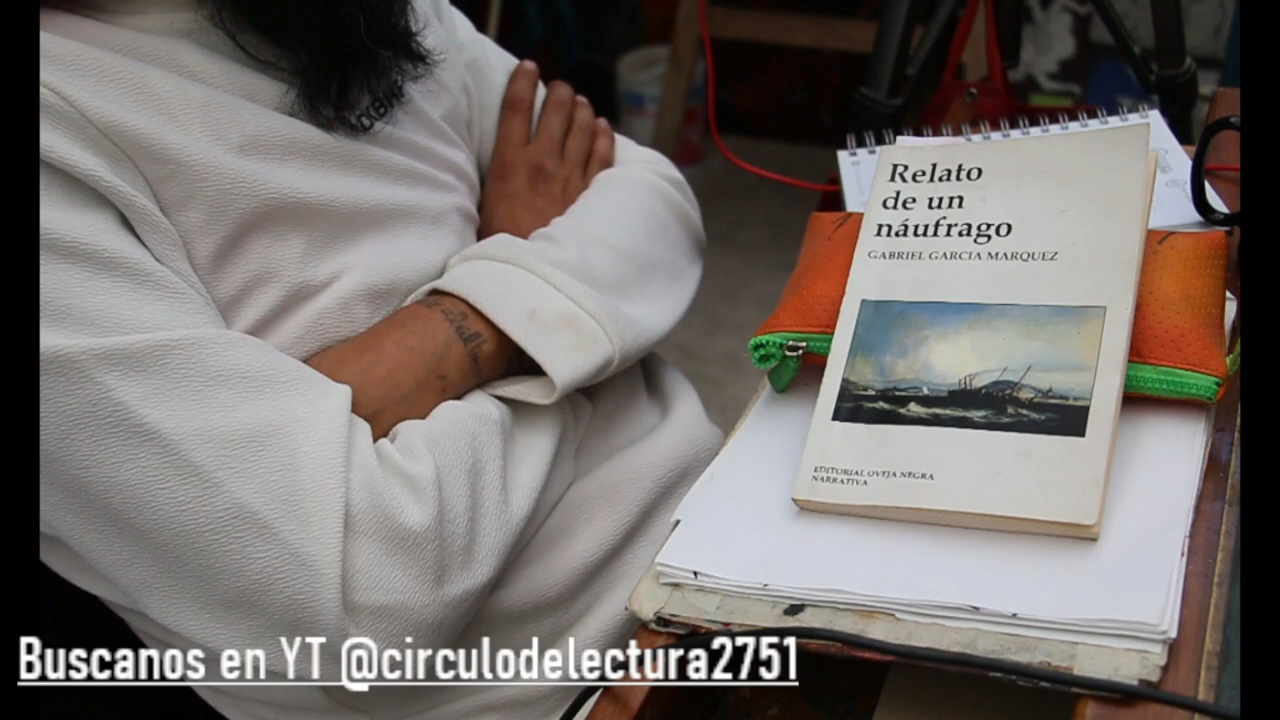 Relato
de un
náufrago
GABRIEL GARCIA MARQUEZ
EDITORIAL OVEJA NEGRA
NARRATIVA
Buscanos en YT @circulodelectura2751